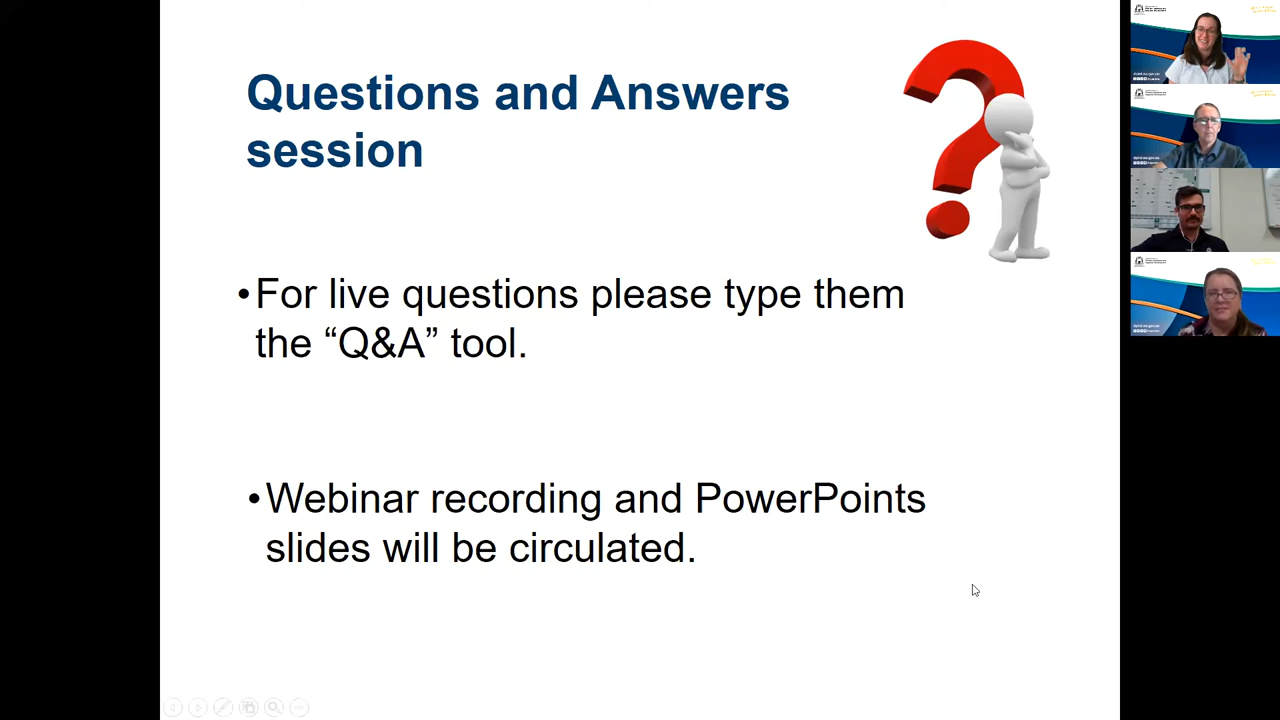 Questions and Answers
session
•For live questions please type them
the “Q&A” tool.
•Webinar recording and PowerPoints
slides will be circulated.